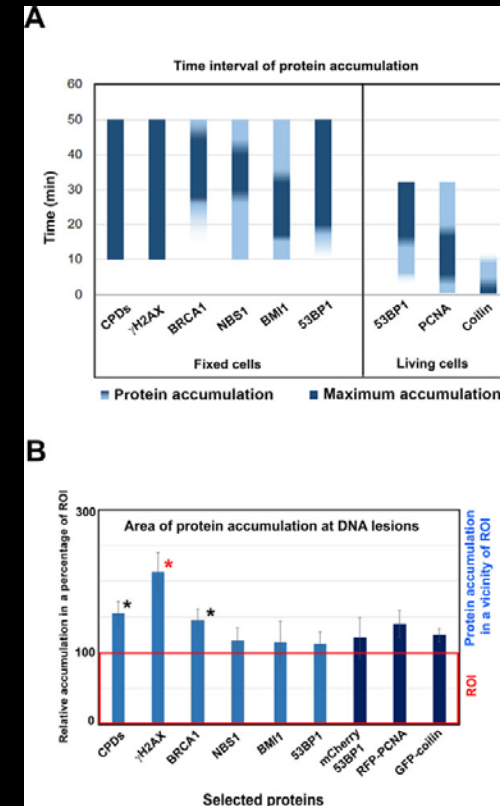 A
Time interval of protein accumulation
Time (min)
60
50
40
30
20
10
0
CPDs
γH2AX
BRCA1
NBS1
BMI1
53BP1
53BP1
PCNA
Coilin
Fixed cells
Living cells
Protein accumulation
Maximum accumulation
B
Area of protein accumulation at DNA lesions
Relative accumulation in a percentage of ROI
300
100
0
*
*
*
Protein accumulation
in a vicinity of ROI
ROI
CPDs
γH2AX
BRCA1
NBS1
BMI1
53BP1
mCherry
53BP1
RFP-PCNA
GFP-coilin
Selected proteins